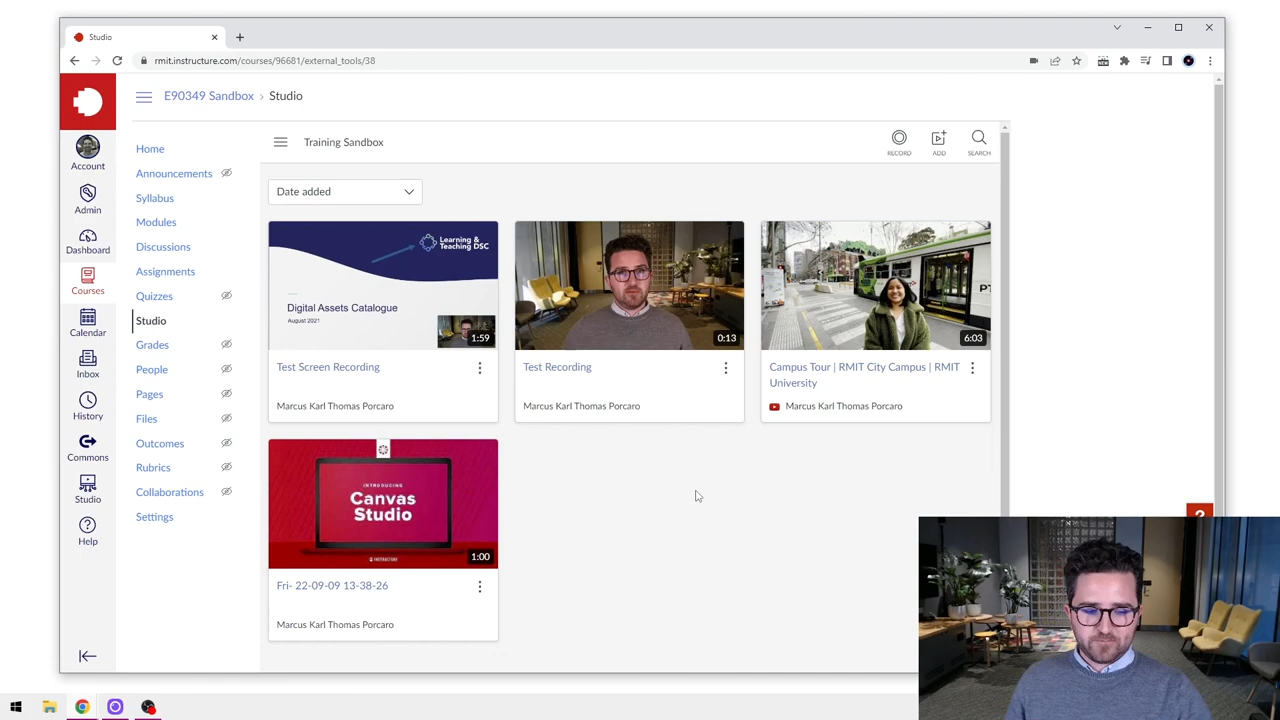 Studio
rmit.instructure.com/courses/96681/external_tools/38
E90349 Sandbox › Studio
Account
Admin
Dashboard
Courses
Calendar
Inbox
History
Commons
Studio
Help
Home
Announcements
Syllabus
Modules
Discussions
Assignments
Quizzes
Studio
Grades
People
Pages
Files
Outcomes
Rubrics
Collaborations
Settings
Training Sandbox
RECORD
ADD
SEARCH
Date added
Learning &
Teaching DSC
Digital Assets Catalogue
August 2021
1:59
Test Screen Recording
Marcus Karl Thomas Porcaro
0:13
Test Recording
Marcus Karl Thomas Porcaro
PT
6:03
Campus Tour | RMIT City Campus | RMIT
University
Marcus Karl Thomas Porcaro
INTRODUCING
Canvas
Studio
INSTRUCTURE
1:00
Fri- 22-09-09 13-38-26
Marcus Karl Thomas Porcaro
?